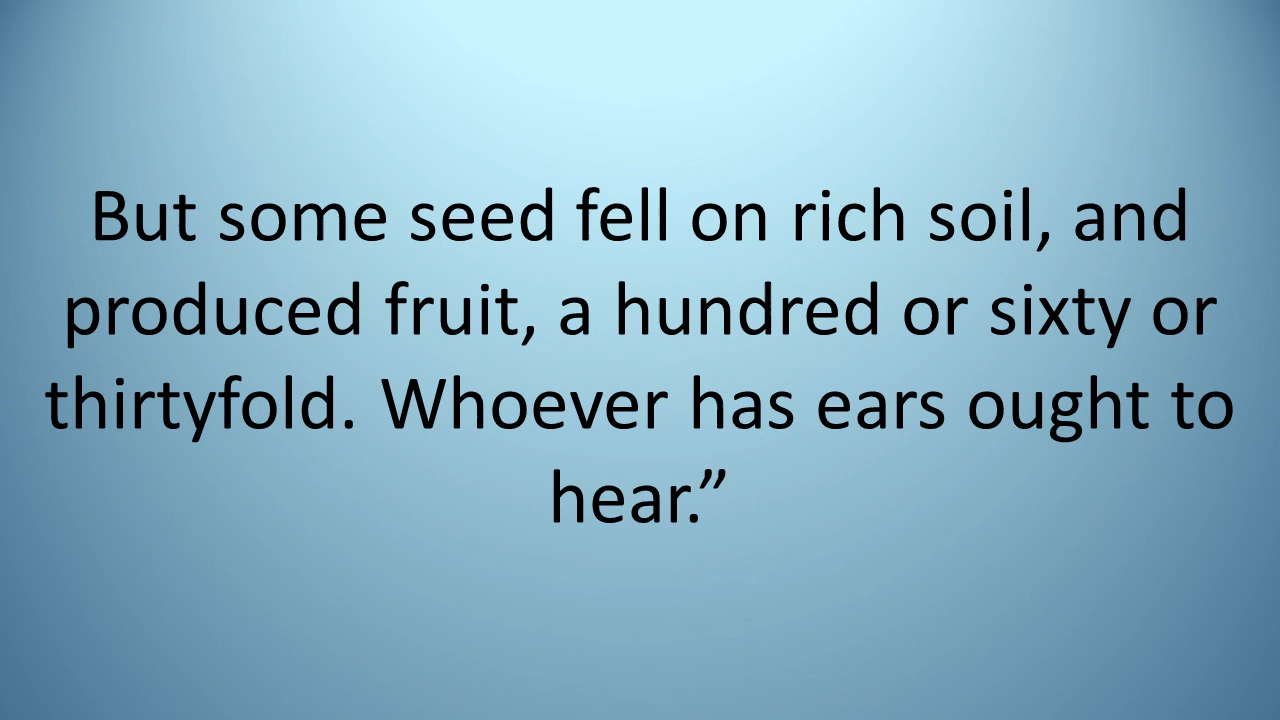 But some seed fell on rich soil, and
produced fruit, a hundred or sixty or
thirtyfold. Whoever has ears ought to
hear.”